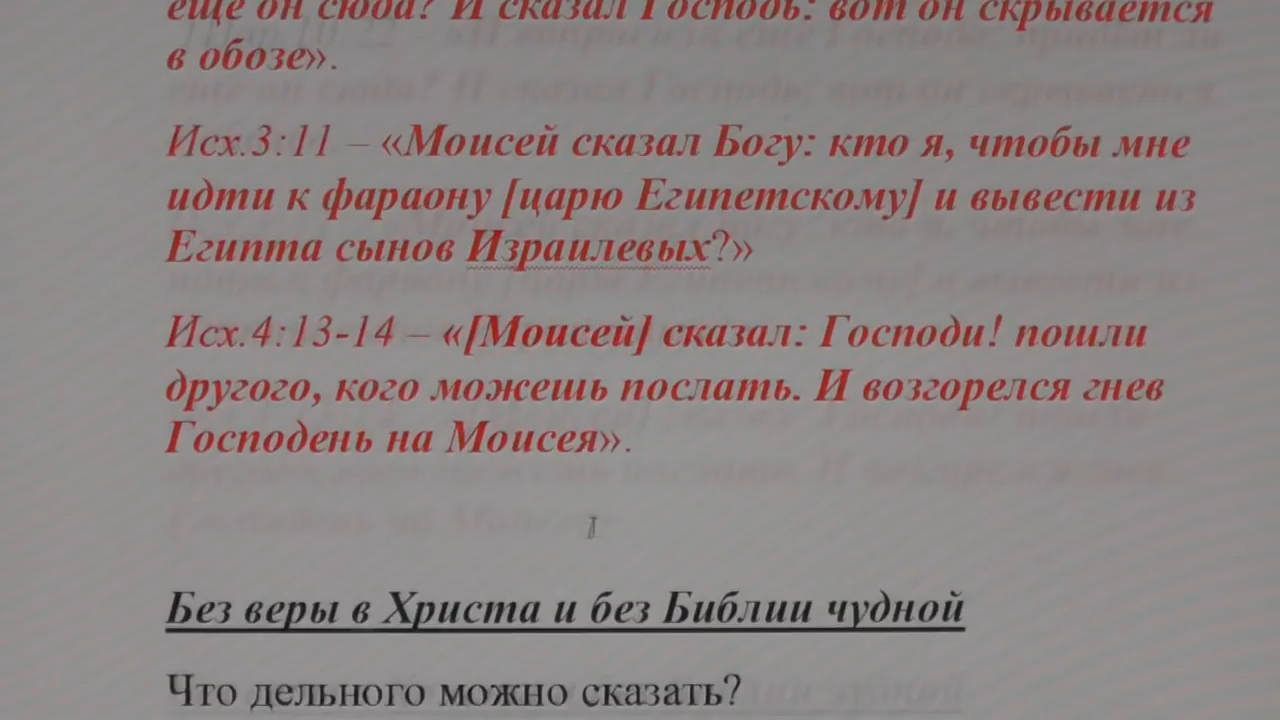 еще он сюда? И сказал Господь: вот он скрывается
в обозе».
Исх.3:11 – «Моисей сказал Богу: кто я, чтобы мне
идти к фараону [царю Египетскому] и вывести из
Египта сынов Израилевых?»
Исх.4:13-14 – «[Моисей] сказал: Господи! пошли
другого, кого можешь послать. И возгорелся гнев
Господень на Моисея».
Без веры в Христа и без Библии чудной
Что дельного можно сказать?